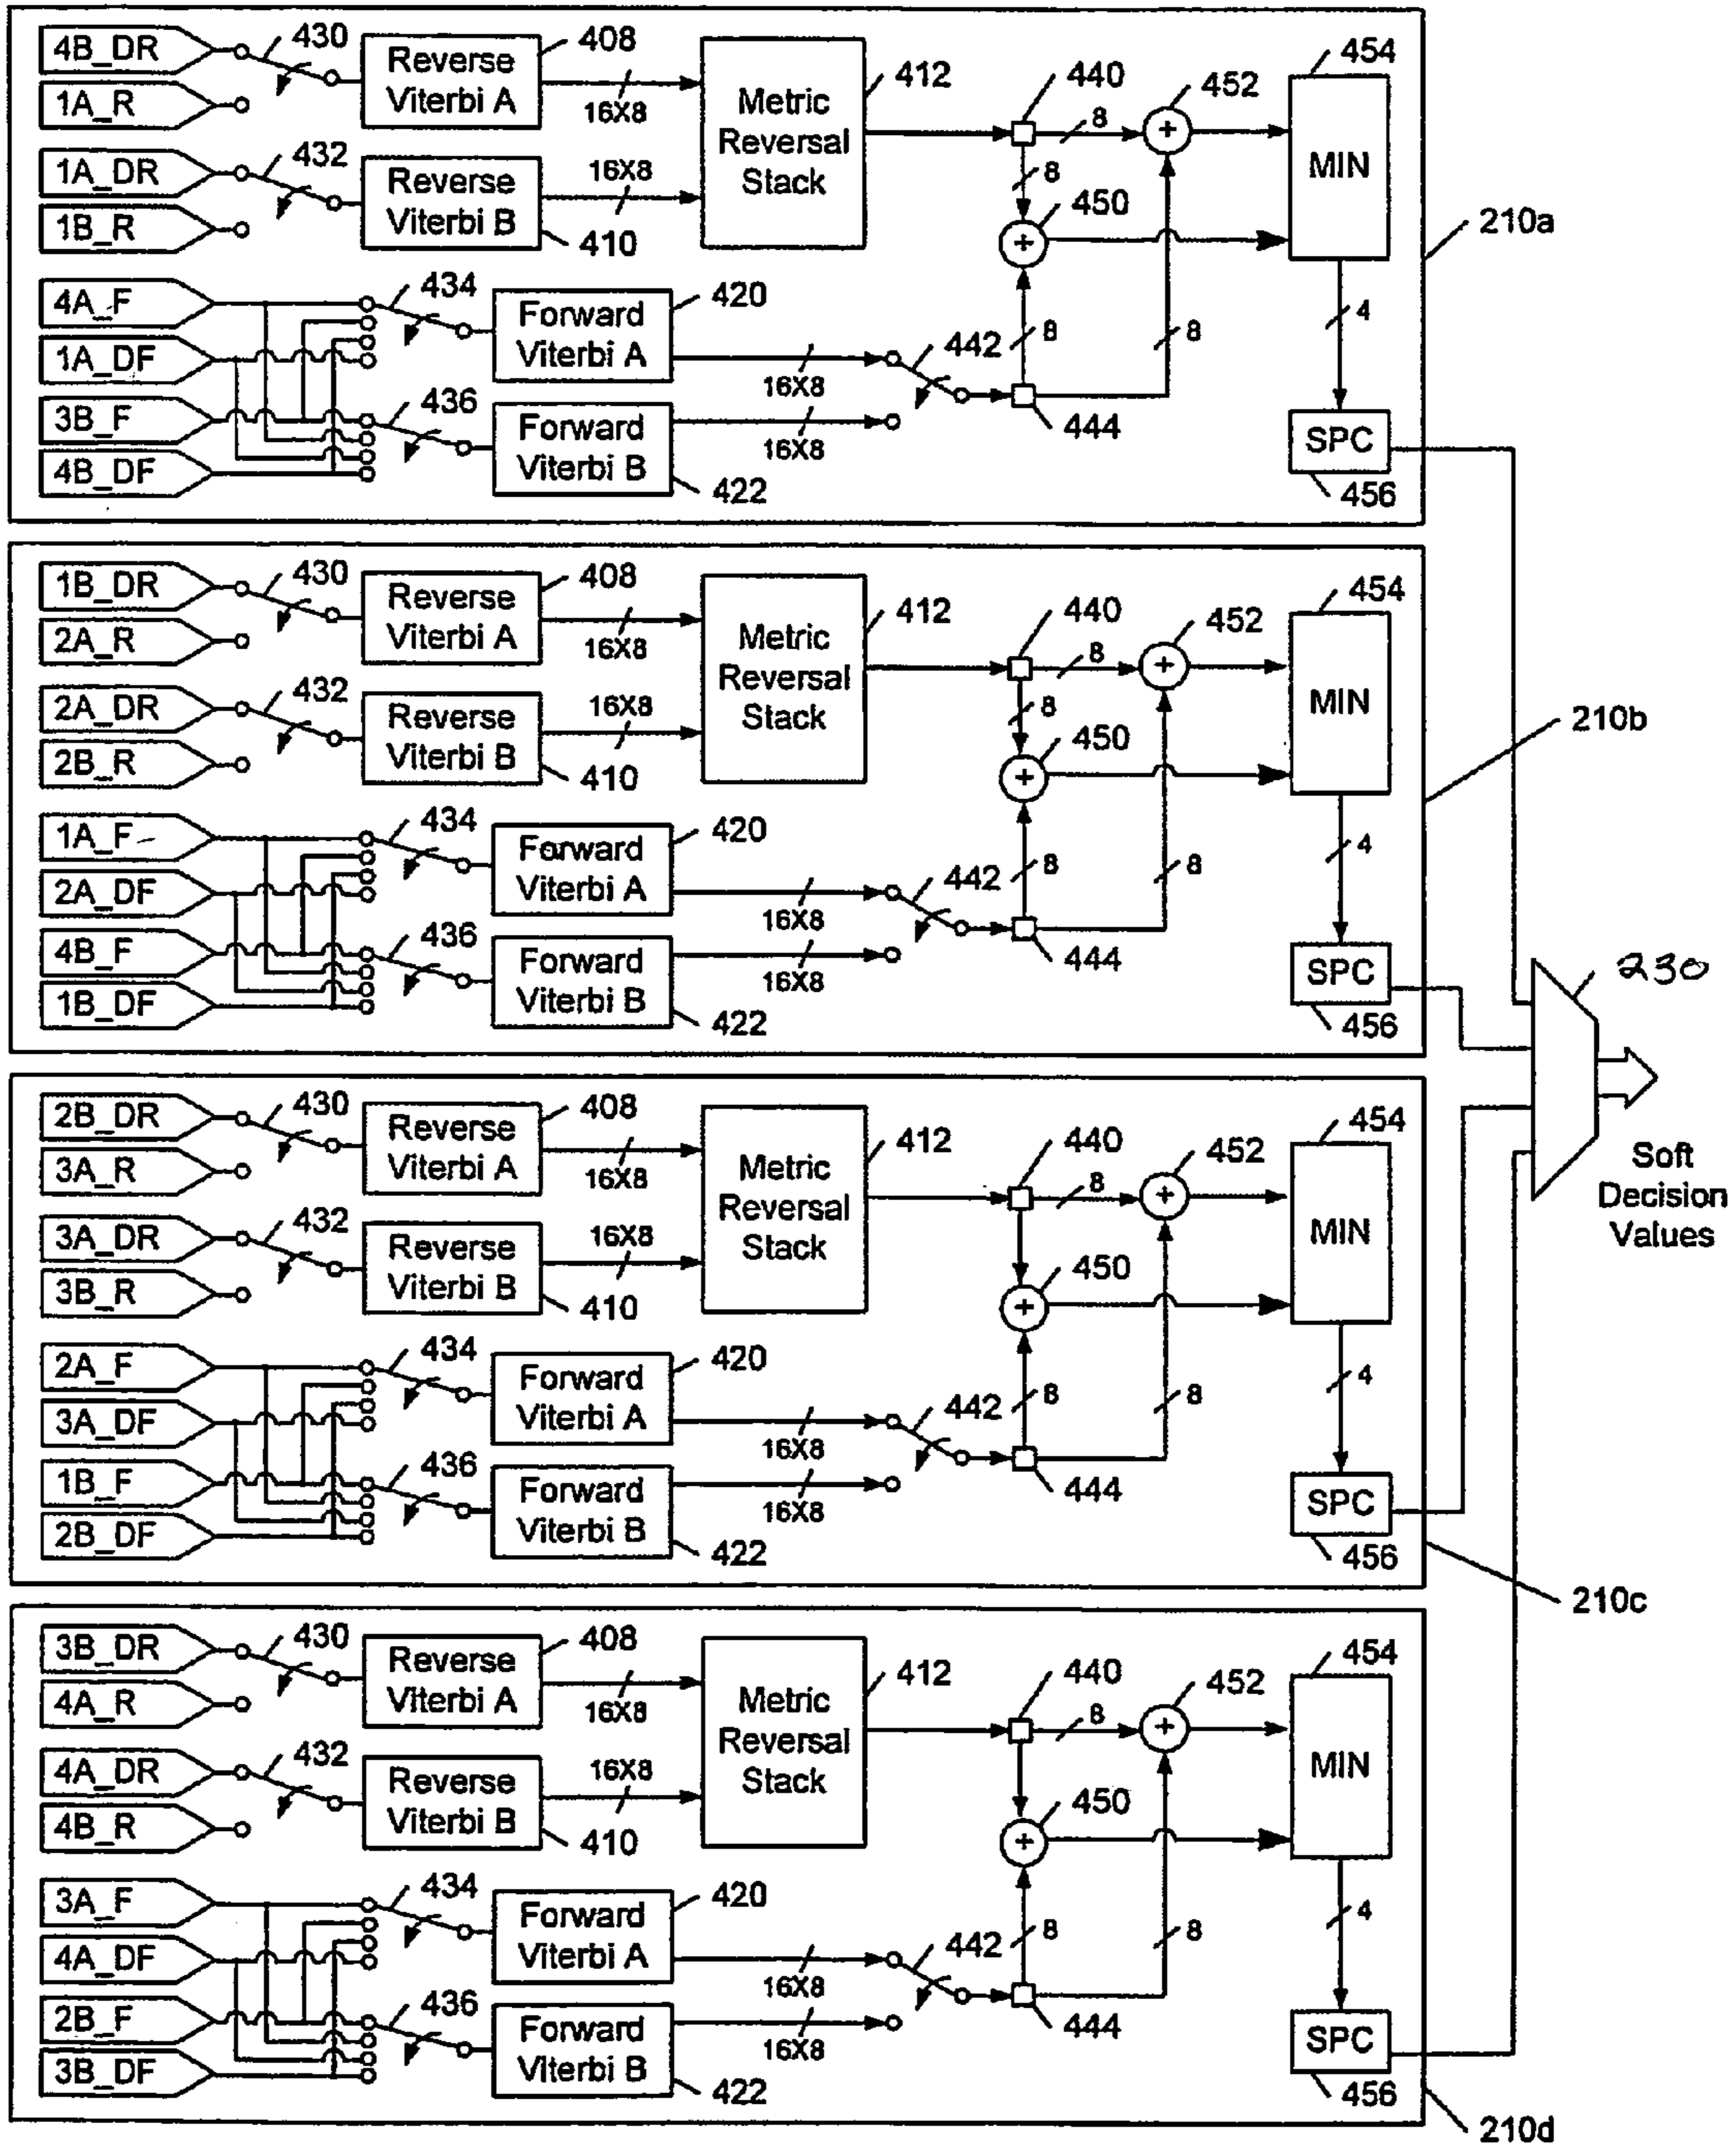 4B_DR
430
Reverse
Viterbi A
408
16X8
1A_R
1A_DR
432
Reverse
Viterbi B
410
16X8
1B_R
Metric
Reversal
Stack
412
440
8
452
454
MIN
8
450
210a
4A_F
434
Forward
Viterbi A
420
16X8
1A_DF
442
8
8
4
3B_F
436
Forward
Viterbi B
422
16X8
4B_DF
444
SPC
456
1B_DR
430
Reverse
Viterbi A
408
16X8
2A_R
2A_DR
432
Reverse
Viterbi B
410
16X8
2B_R
Metric
Reversal
Stack
412
440
8
452
454
MIN
8
450
210b
1A_F
434
Forward
Viterbi A
420
16X8
2A_DF
442
8
8
4
4B_F
436
Forward
Viterbi B
422
16X8
1B_DF
444
SPC
456
230
Soft
Decision
Values
2B_DR
430
Reverse
Viterbi A
408
16X8
3A_R
3A_DR
432
Reverse
Viterbi B
410
16X8
3B_R
Metric
Reversal
Stack
412
440
8
452
454
MIN
450
2A_F
434
Forward
Viterbi A
420
16X8
3A_DF
442
8
8
4
1B_F
436
Forward
Viterbi B
422
16X8
2B_DF
444
SPC
456
210c
3B_DR
430
Reverse
Viterbi A
408
16X8
4A_R
4A_DR
432
Reverse
Viterbi B
410
16X8
4B_R
Metric
Reversal
Stack
412
440
8
452
454
MIN
450
3A_F
434
Forward
Viterbi A
420
16X8
4A_DF
442
8
8
4
2B_F
436
Forward
Viterbi B
422
16X8
3B_DF
444
SPC
456
210d